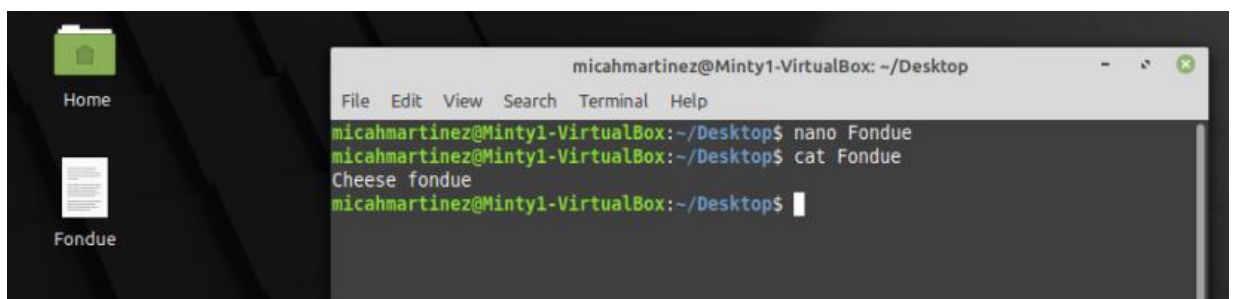 micahmartinez@Minty1-VirtualBox: ~/Desktop
Home
File Edit View Search Terminal Help
micahmartinez@Minty1-VirtualBox:~/Desktop$ nano Fondue
micahmartinez@Minty1-VirtualBox:~/Desktop$ cat Fondue
Cheese fondue
micahmartinez@Minty1-VirtualBox:~/Desktop$
Fondue